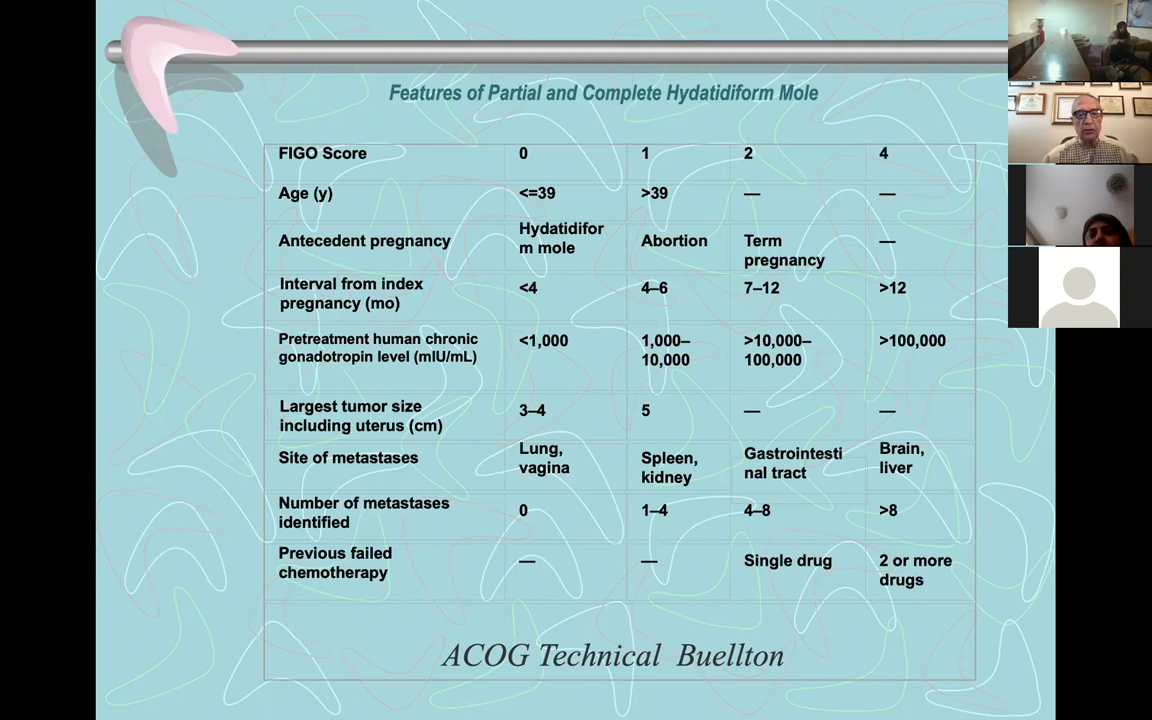 Features of Partial and Complete Hydatidiform Mole
FIGO Score 0 1 2 4
Age (y) <=39 >39 — —
Antecedent pregnancy
Hydatidifor
m mole
Abortion
Term
pregnancy
—
Interval from index
pregnancy (mo)
<4 4–6 7–12 >12
Pretreatment human chronic
gonadotropin level (mIU/mL)
<1,000
1,000–
10,000
>10,000–
100,000
>100,000
Largest tumor size
including uterus (cm)
3–4 5 — —
Site of metastases
Lung,
vagina
Spleen,
kidney
Gastrointesti
nal tract
Brain,
liver
Number of metastases
identified
0 1–4 4–8 >8
Previous failed
chemotherapy
— — Single drug
2 or more
drugs
ACOG Technical Buellton